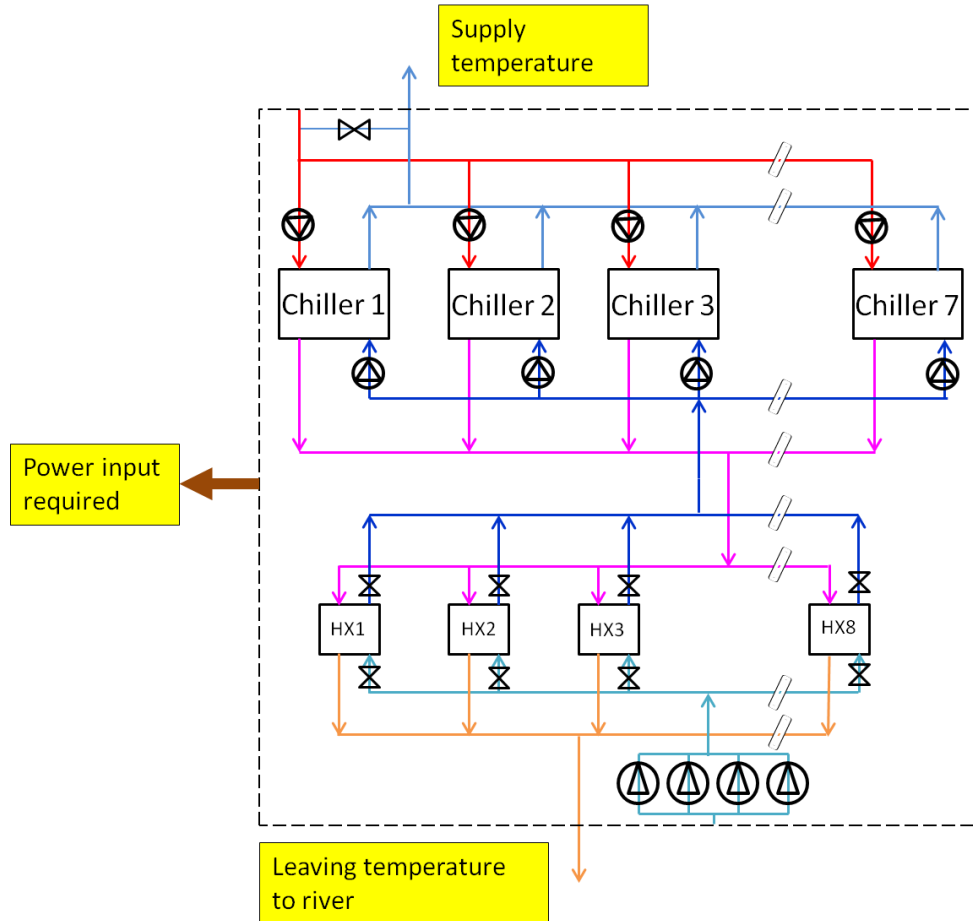 Supply
temperature
Chiller 1
Chiller 2
Chiller 3
Chiller 7
Power input
required
HX1
HX2
HX3
HX8
Leaving temperature
to river